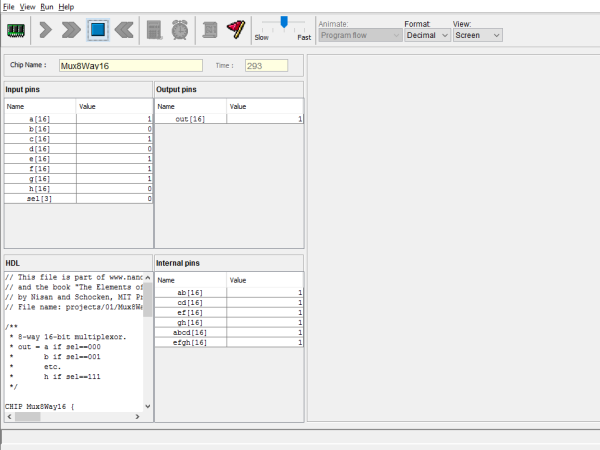 File View Run Help
Animate: Format: View:
Slow Fast Program flow Decimal Screen
Chip Name : Mux8Way16 Time : 293
Input pins Output pins
Name Value Name Value
a[16] 1 out[16] 1
b[16] 0
c[16] 1
d[16] 0
e[16] 1
f[16] 1
g[16] 1
h[16] 0
sel[3] 0
HDL Internal pins
// This file is part of www.nand
Name Value
// and the book "The Elements of
// by Nisan and Schocken, MIT Pr
// File name: projects/01/Mux8Wa
/**
* 8-way 16-bit multiplexor.
* out = a if sel==000
* b if sel==001
* etc.
* h if sel==111
*/
CHIP Mux8Way16 {
ab[16] 1
cd[16] 1
ef[16] 1
gh[16] 1
abcd[16] 1
efgh[16] 1